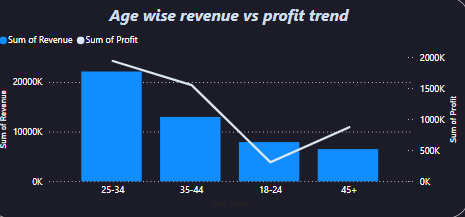 Age wise revenue vs profit trend
Sum of Revenue Sum of Profit
20000K
10000K
0K
Sum of Revenue
2000K
1500K
1000K
500K
0K
Sum of Profit
25-34 35-44 18-24 45+